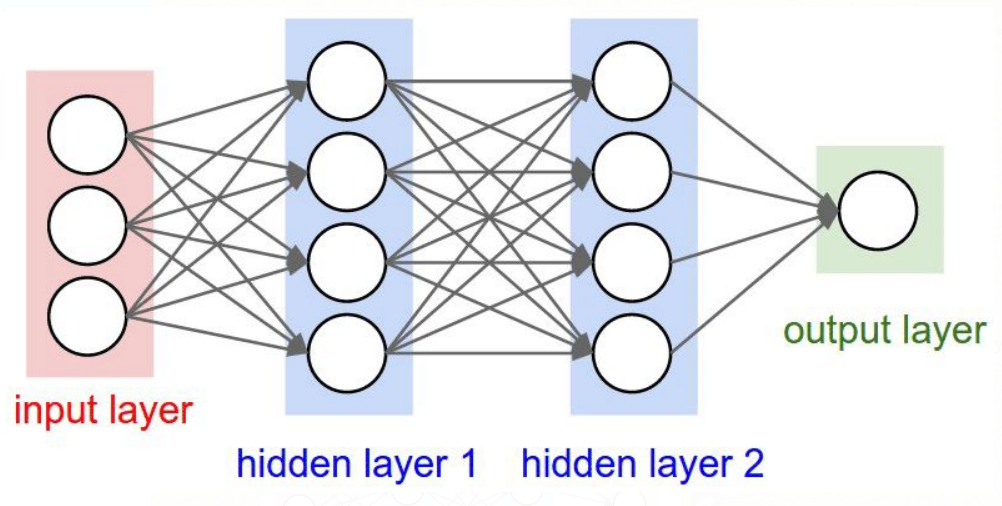 input layer
hidden layer 1
hidden layer 2
output layer